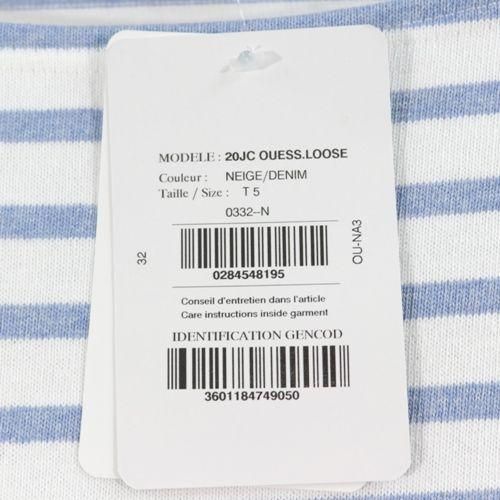 MODELE : 20JC OUESS.LOOSE
Couleur : NEIGE/DENIM
Taille / Size : T 5
0332--N
32
OU-NA3
0284548195
Conseil d'entretien dans l'article
Care instructions inside garment
IDENTIFICATION GENCOD
3601184749050